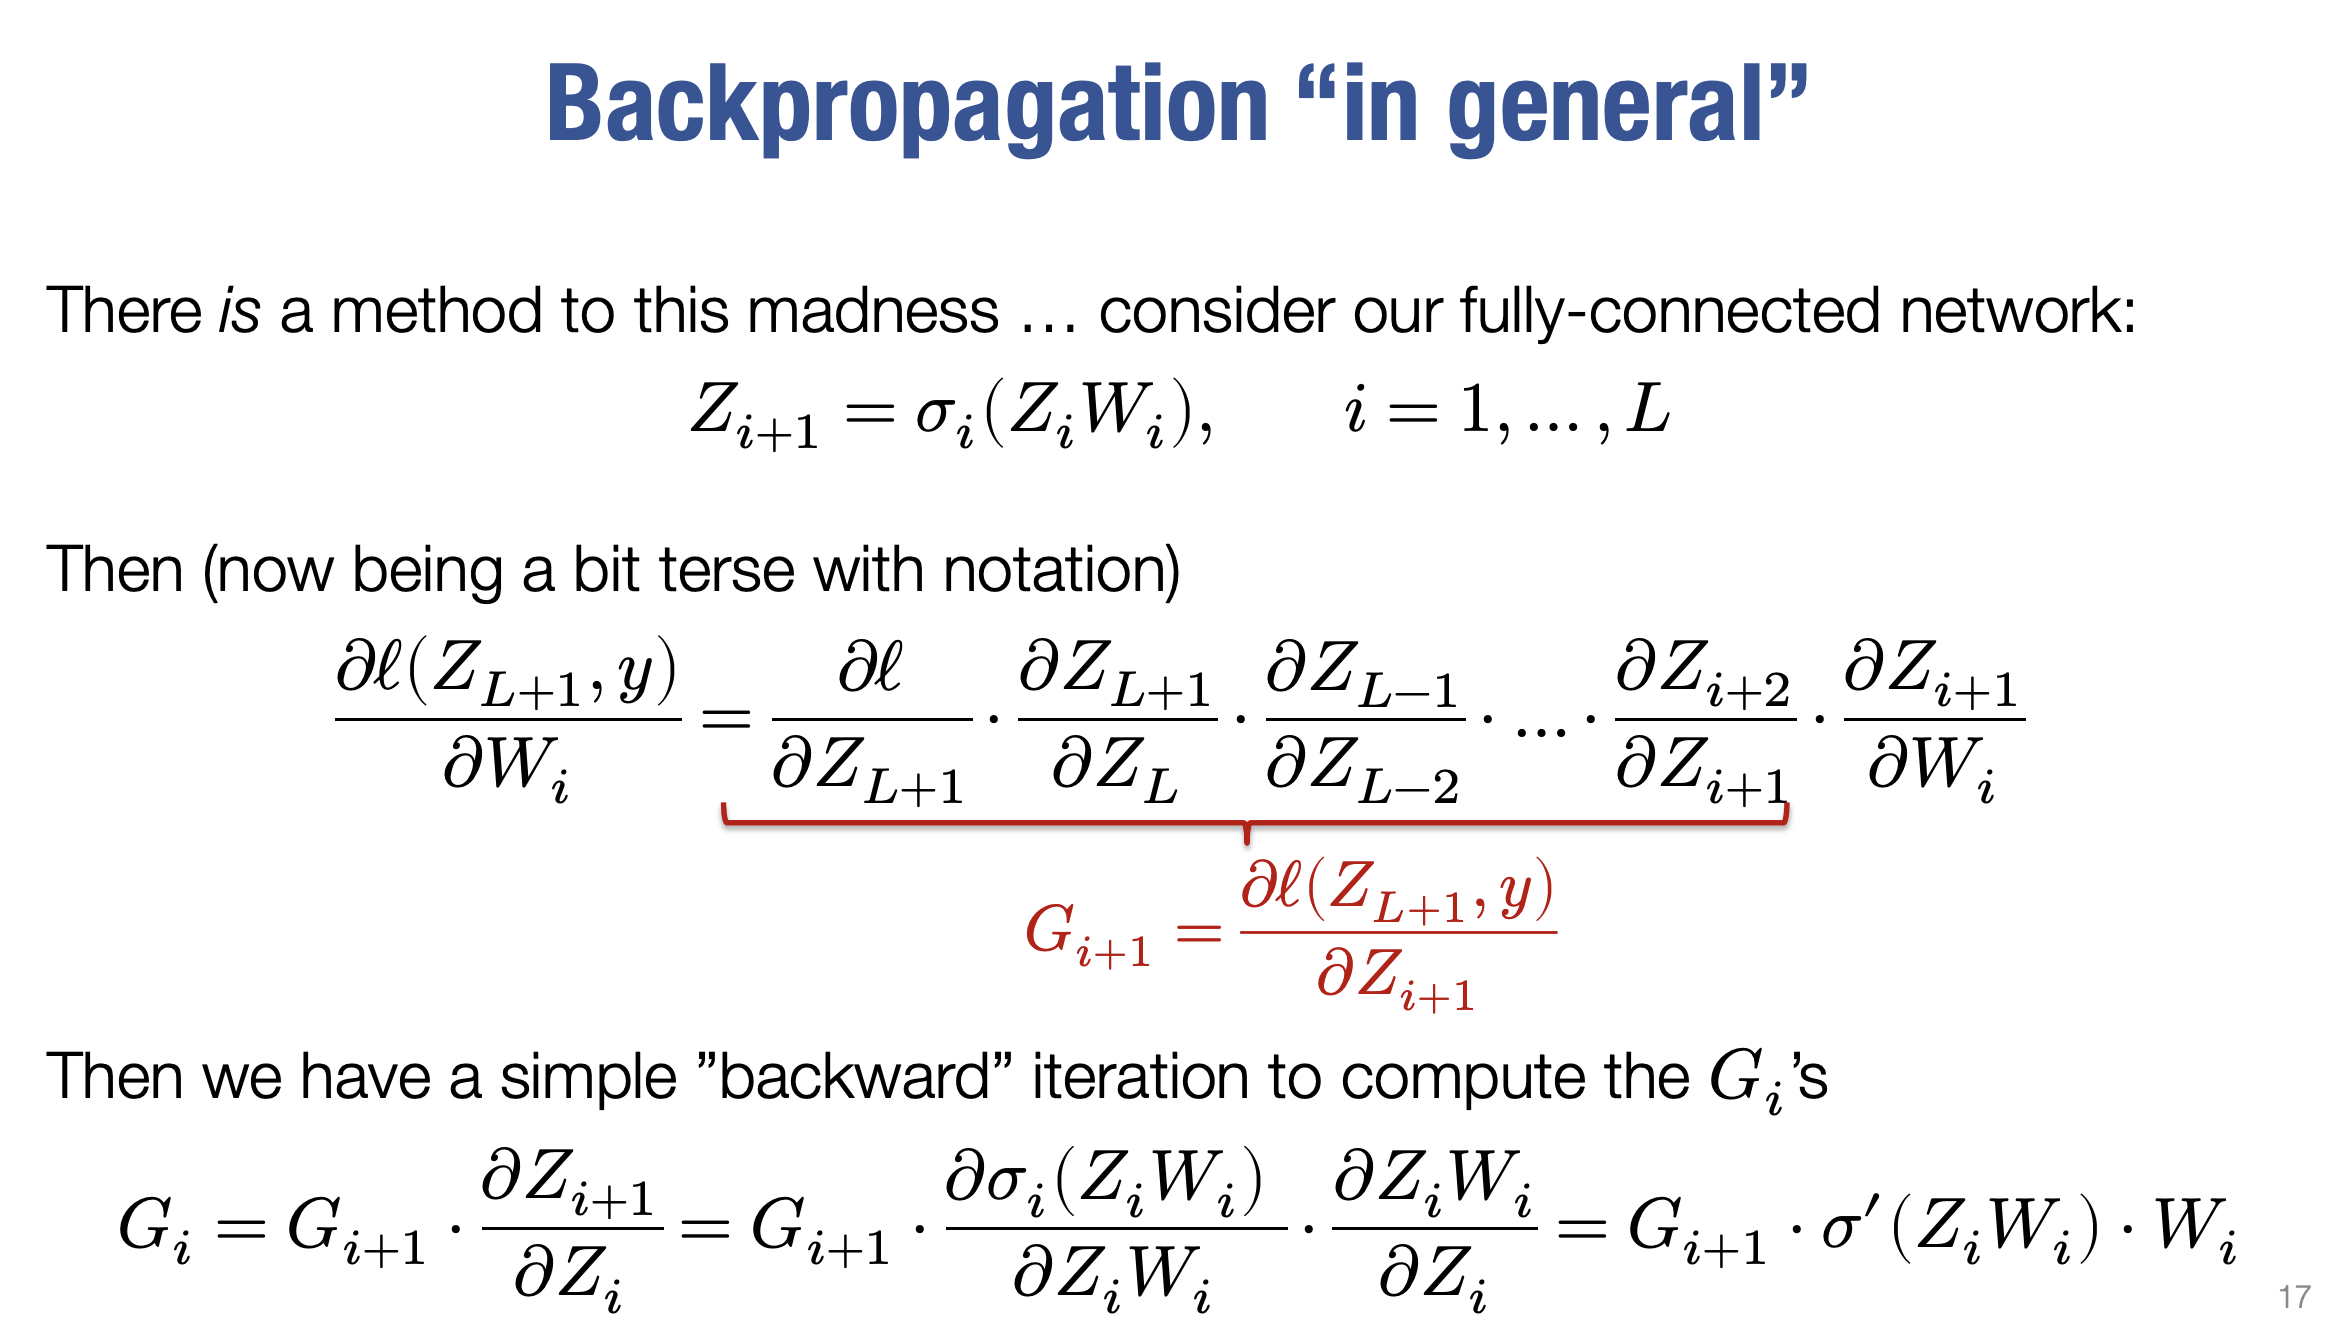 Backpropagation “in general”
There is a method to this madness … consider our fully-connected network:
$Z_{i+1} = \sigma_i(Z_i W_i), \quad i = 1, \ldots, L$
Then (now being a bit terse with notation)
$\frac{\partial \ell(Z_{L+1}, y)}{\partial W_i} = \frac{\partial \ell}{\partial Z_{L+1}} \cdot \frac{\partial Z_{L+1}}{\partial Z_L} \cdot \frac{\partial Z_{L-1}}{\partial Z_{L-2}} \cdot \ldots \cdot \frac{\partial Z_{i+2}}{\partial Z_{i+1}} \cdot \frac{\partial Z_{i+1}}{\partial W_i}$
$G_{i+1} = \frac{\partial \ell(Z_{L+1}, y)}{\partial Z_{i+1}}$
Then we have a simple ”backward” iteration to compute the $G_i$’s
$G_i = G_{i+1} \cdot \frac{\partial Z_{i+1}}{\partial Z_i} = G_{i+1} \cdot \frac{\partial \sigma_i(Z_i W_i)}{\partial Z_i W_i} \cdot \frac{\partial Z_i W_i}{\partial Z_i} = G_{i+1} \cdot \sigma'(Z_i W_i) \cdot W_i$
17